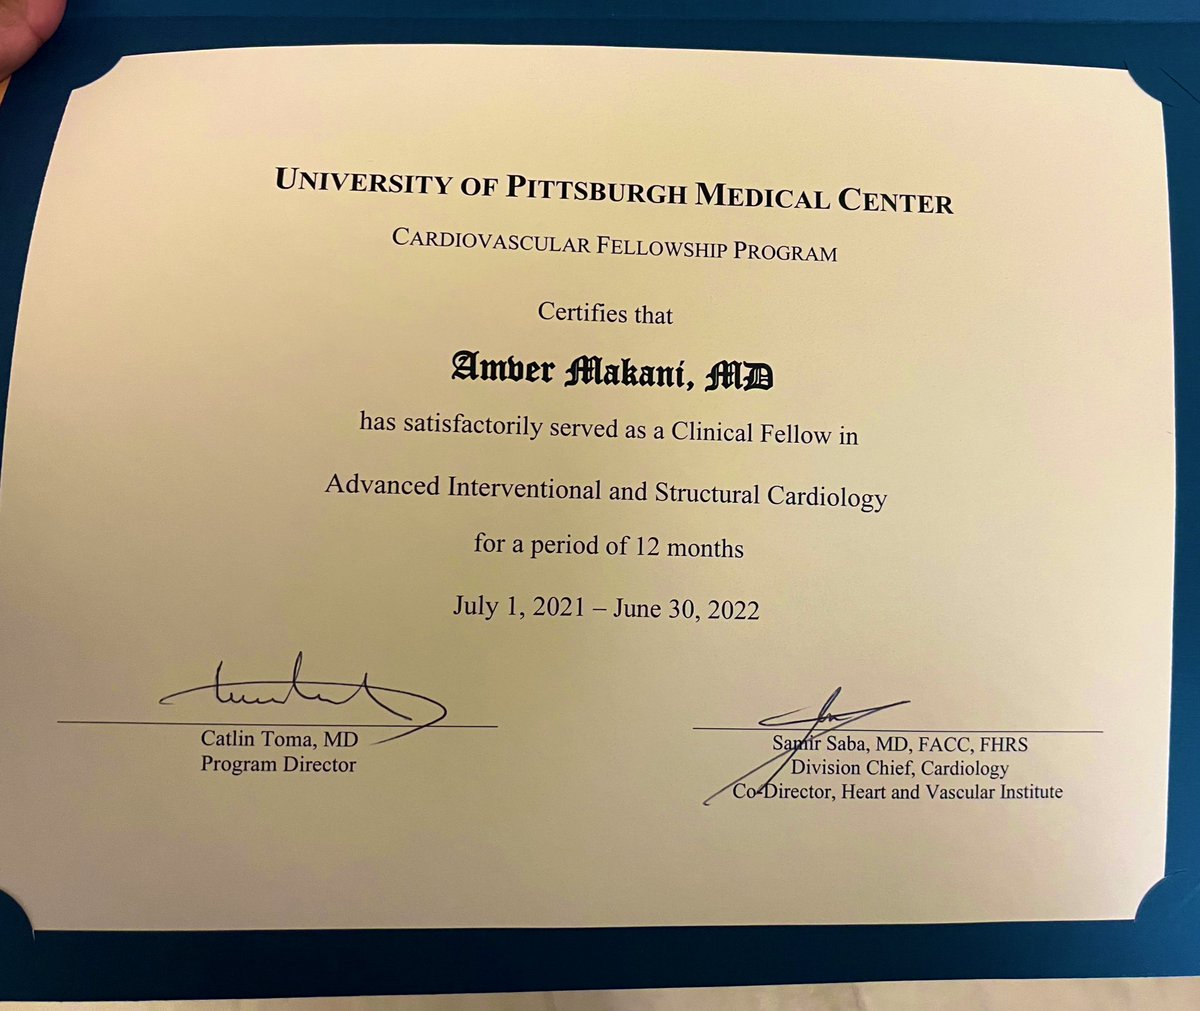 UNIVERSITY OF PITTSBURGH MEDICAL CENTER
CARDIOVASCULAR FELLOWSHIP PROGRAM
Certifies that
Amver Makani, MD
has satisfactorily served as a Clinical Fellow in
Advanced Interventional and Structural Cardiology
for a period of 12 months
July 1, 2021 – June 30, 2022
Catlin Toma, MD
Program Director
Samir Saba, MD, FACC, FHRS
Division Chief, Cardiology
Co-Director, Heart and Vascular Institute